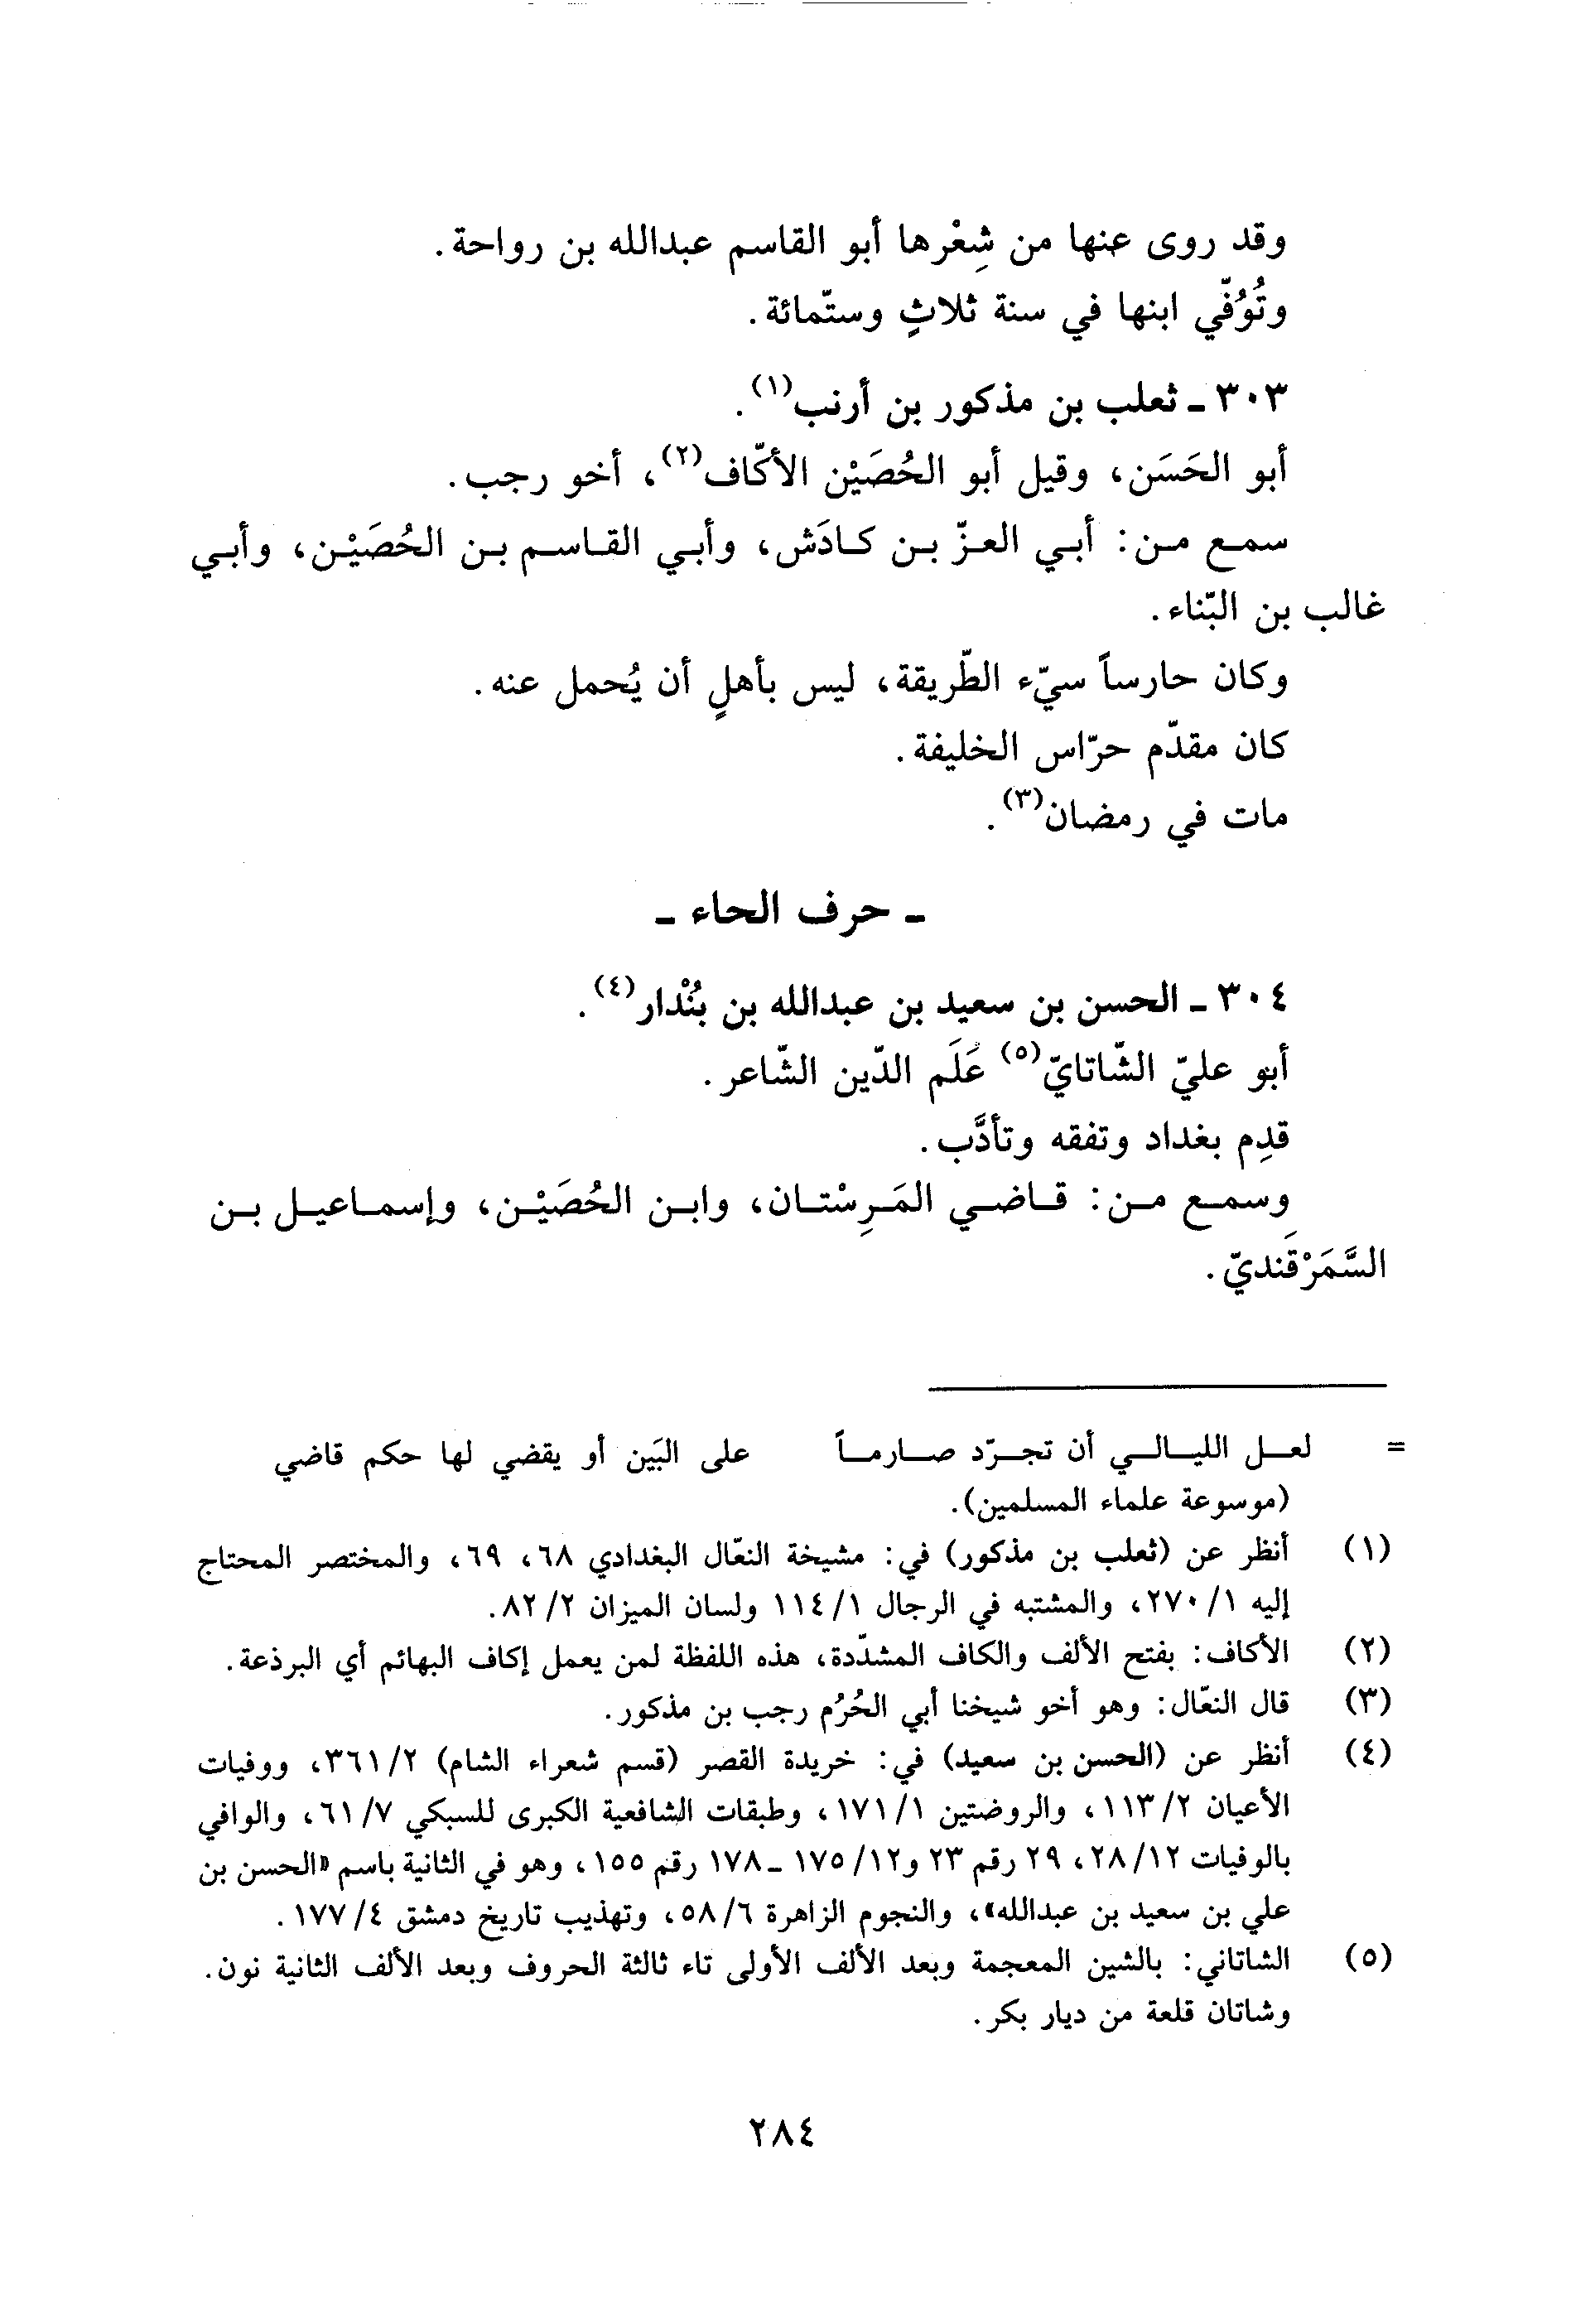 وقد روى عنها من شِعْرها أبو القاسم عبدالله بن رواحة.
وتُوُفّي ابنها في سنة ثلاثٍ وستّمائة.
٣٠٣ ـ ثعلب بن مذكور بن أرنب(١).
أبو الحَسَن، وقيل أبو الحُصَيْن الأكّاف(٢)، أخو رجب.
سمع من: أبي العزّ بن كادَش، وأبي القاسم بن الحُصَيْن، وأبي
غالب بن البّناء.
وكان حارساً سيّء الطّريقة، ليس بأهلٍ أن يُحمل عنه.
كان مقدّم حرّاس الخليفة.
مات في رمضان(٣).
ـ حرف الحاء ـ
٣٠٤ ـ الحسن بن سعيد بن عبدالله بن بُنْدار(٤).
أبو عليّ الشّاتايّ(٥) عَلَم الدّين الشّاعر.
قدِم بغداد وتفقه وتأدَّب.
وسمع من: قاضي المَرِسْتان، وابن الحُصَيْن، وإسماعيل بن
السَّمَرْقَنديّ.
= لعل الليالي أن تجرّد صارماً على البَين أو يقضي لها حكم قاضي
(موسوعة علماء المسلمين).
(١) أنظر عن (ثعلب بن مذكور) في: مشيخة النعّال البغدادي ٦٨، ٦٩، والمختصر المحتاج
إليه ١/ ٢٧٠، والمشتبه في الرجال ١/ ١١٤ ولسان الميزان ٢/ ٨٢.
(٢) الأكاف: بفتح الألف والكاف المشدّدة، هذه اللفظة لمن يعمل إكاف البهائم أي البرذعة.
(٣) قال النعّال: وهو أخو شيخنا أبي الحُرُم رجب بن مذكور.
(٤) أنظر عن (الحسن بن سعيد) في: خريدة القصر (قسم شعراء الشام) ٢/ ٣٦١، ووفيات
الأعيان ٢/ ١١٣، والروضتين ١/ ١٧١، وطبقات الشافعية الكبرى للسبكي ٧/ ٦١، والوافي
بالوفيات ١٢/ ٢٨، ٢٩ رقم ٢٣ و١٢/ ١٧٥ ـ ١٧٨ رقم ١٥٥، وهو في الثانية باسم «الحسن بن
علي بن سعيد بن عبدالله»، والنجوم الزاهرة ٦/ ٥٨، وتهذيب تاريخ دمشق ٤/ ١٧٧.
(٥) الشاتاني: بالشين المعجمة وبعد الألف الأولى تاء ثالثة الحروف وبعد الألف الثانية نون.
وشاتان قلعة من ديار بكر.
٢٨٤